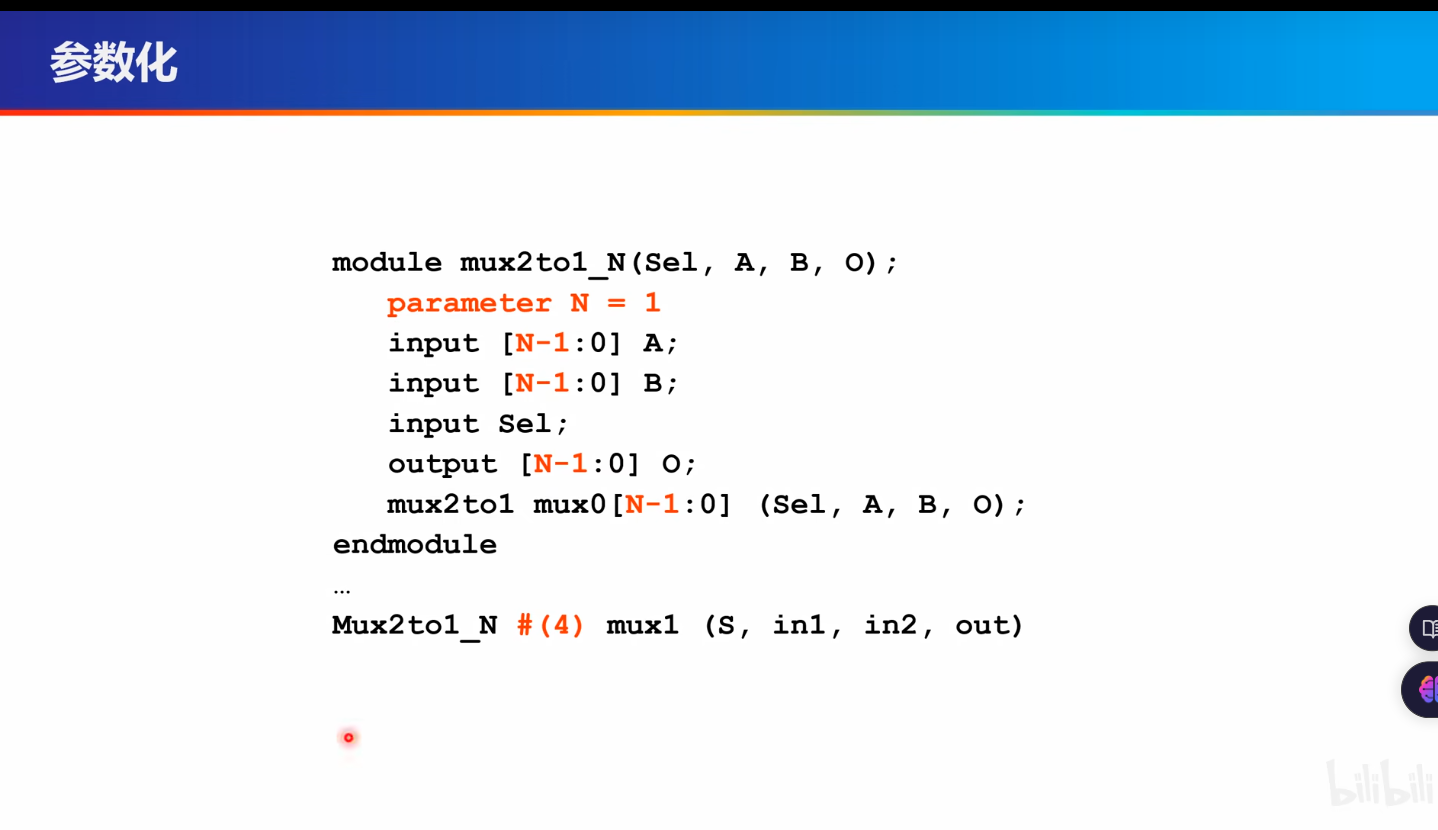 参数化
module mux2to1_N(Sel, A, B, O);
parameter N = 1
input [N-1:0] A;
input [N-1:0] B;
input Sel;
output [N-1:0] O;
mux2to1 mux0[N-1:0] (Sel, A, B, O);
endmodule
…
Mux2to1_N #(4) mux1 (S, in1, in2, out)
bilibili